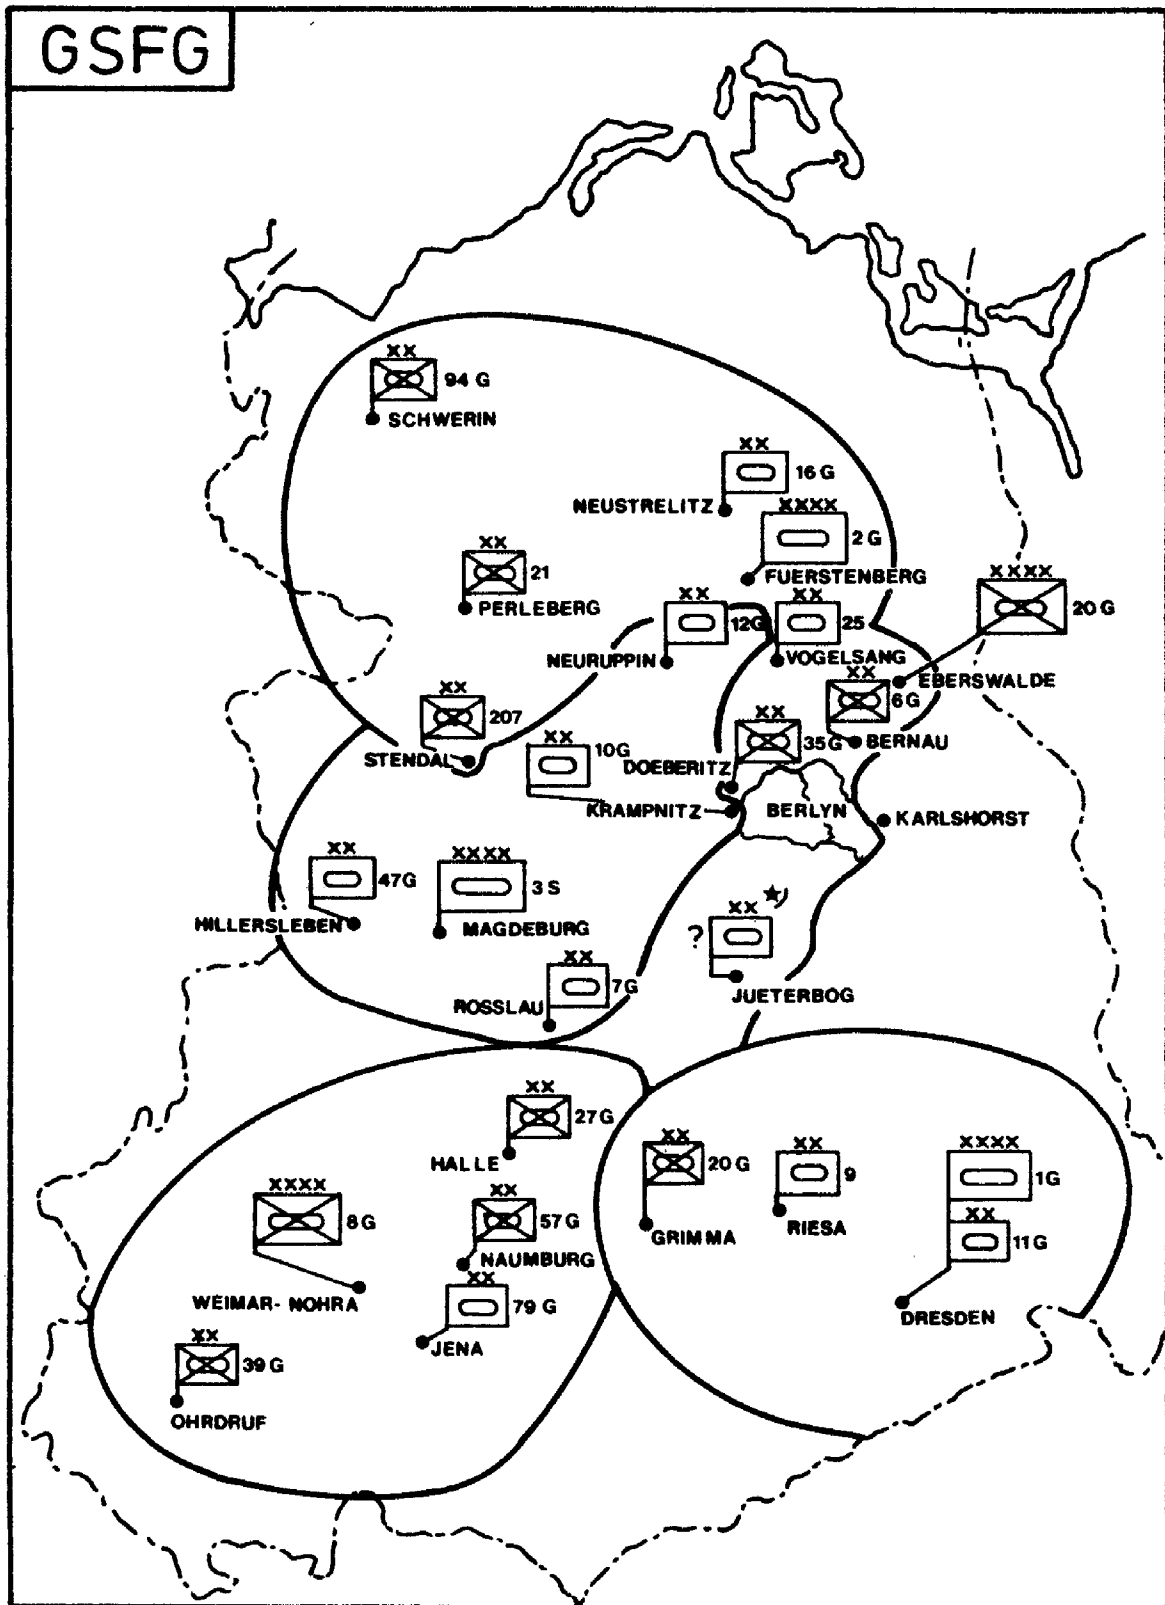 GSFG
XX
94 G
SCHWERIN
XX
16 G
NEUSTRELITZ
XXXX
2 G
FUERSTENBERG
XX
21
PERLEBERG
XXXX
20 G
EBERSWALDE
XX
12G
NEURUPPIN
XX
25
VOGELSANG
XX
6G
BERNAU
XX
207
STENDAL
XX
10G
KRAMPNITZ
XX
35G
DOEBERITZ
BERLYN
KARLSHORST
XX
47G
HILLERSLEBEN
XXXX
3 S
MAGDEBURG
XX
?
JUETERBOG
XX
7G
ROSSLAU
XX
27G
HALLE
XX
20 G
GRIMMA
XX
9
RIESA
XXXX
1G
XX
11G
DRESDEN
XXXX
8G
WEIMAR-NOHRA
XX
57G
NAUMBURG
XX
79 G
JENA
XX
39 G
OHRDRUF